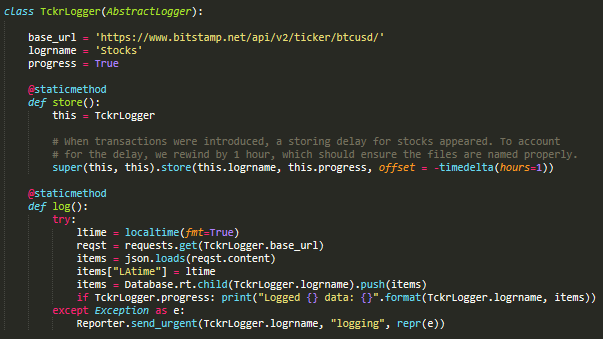 class TckrLogger(AbstractLogger):
base_url = 'https://www.bitstamp.net/api/v2/ticker/btcusd/'
logrname = 'Stocks'
progress = True
@staticmethod
def store():
this = TckrLogger
# When transactions were introduced, a storing delay for stocks appeared. To account
# for the delay, we rewind by 1 hour, which should ensure the files are named properly.
super(this, this).store(this.logrname, this.progress, offset = -timedelta(hours=1))
@staticmethod
def log():
try:
ltime = localtime(fmt=True)
reqst = requests.get(TckrLogger.base_url)
items = json.loads(reqst.content)
items["LAtime"] = ltime
items = Database.rt.child(TckrLogger.logrname).push(items)
if TckrLogger.progress: print("Logged {} data: {}".format(TckrLogger.logrname, items))
except Exception as e:
Reporter.send_urgent(TckrLogger.logrname, "logging", repr(e))